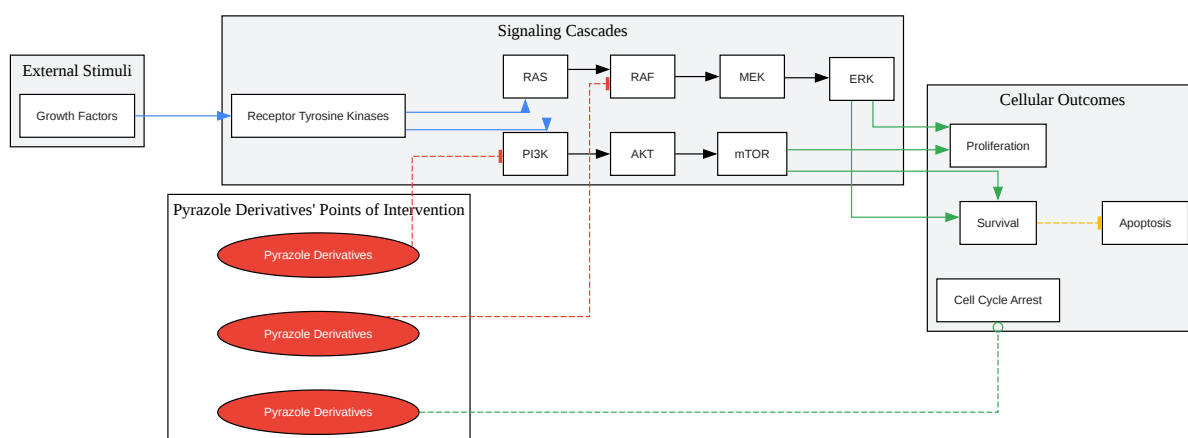 Signaling Cascades
External Stimuli
Growth Factors
Receptor Tyrosine Kinases
RAS
RAF
MEK
ERK
PI3K
AKT
mTOR
Cellular Outcomes
Proliferation
Survival
Apoptosis
Cell Cycle Arrest
Pyrazole Derivatives' Points of Intervention
Pyrazole Derivatives
Pyrazole Derivatives
Pyrazole Derivatives